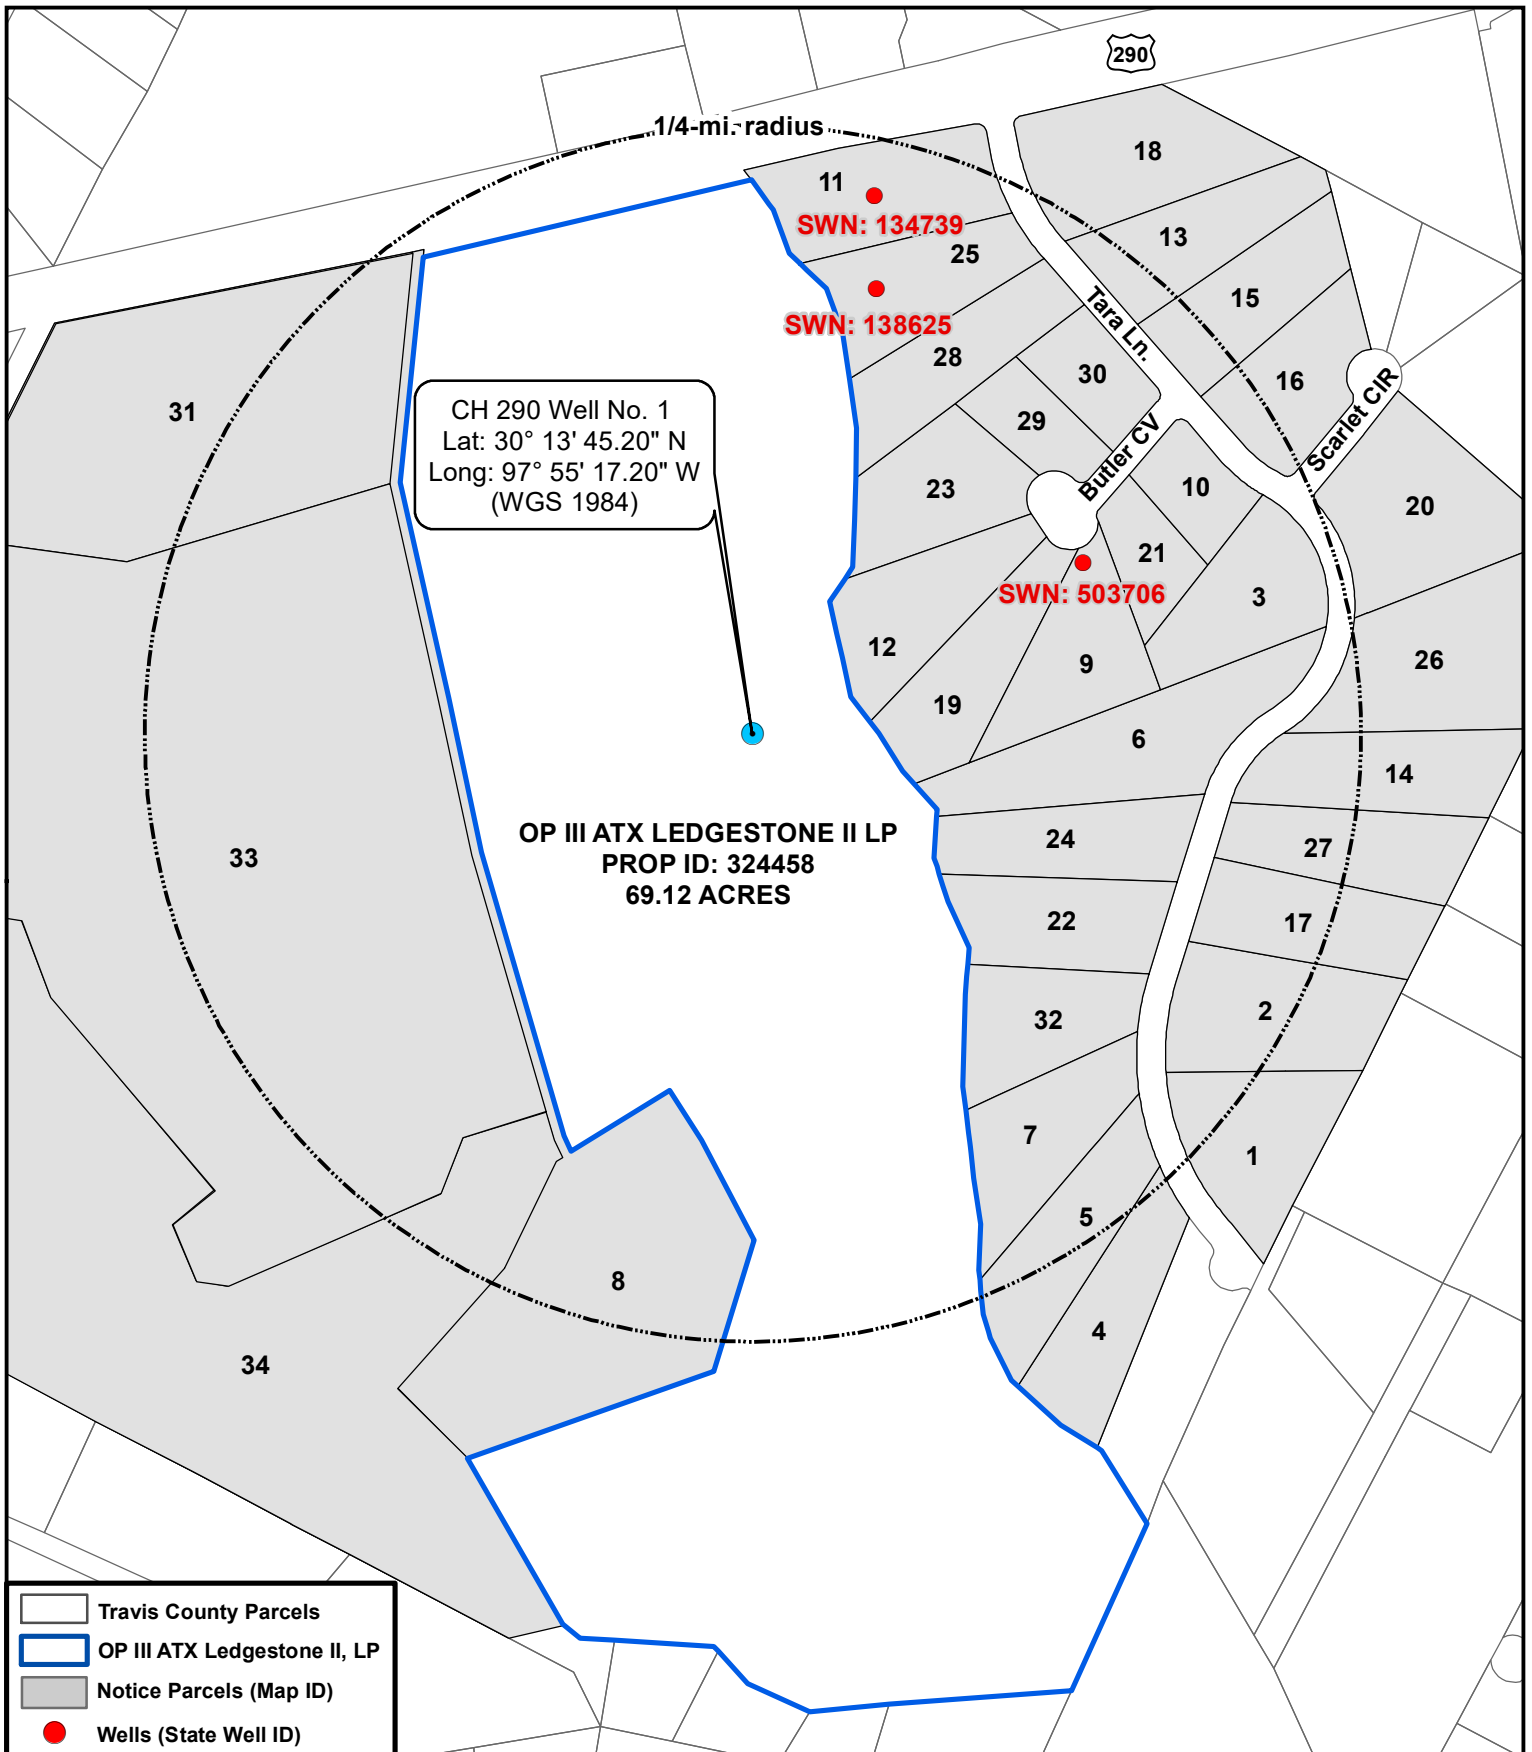 290
1/4-mi. radius
18
11
SWN: 134739
13
25
15
Tara Ln.
SWN: 138625
28
30
16
31
CH 290 Well No. 1
Lat: 30° 13' 45.20" N
Long: 97° 55' 17.20" W
(WGS 1984)
29
Scarlet CIR
Butler CV
23
10
20
21
SWN: 503706
3
12
9
26
19
6
14
OP III ATX LEDGESTONE II LP
PROP ID: 324458
69.12 ACRES
24
27
33
22
17
32
2
7
1
5
8
4
34
Travis County Parcels
OP III ATX Ledgestone II, LP
Notice Parcels (Map ID)
Wells (State Well ID)